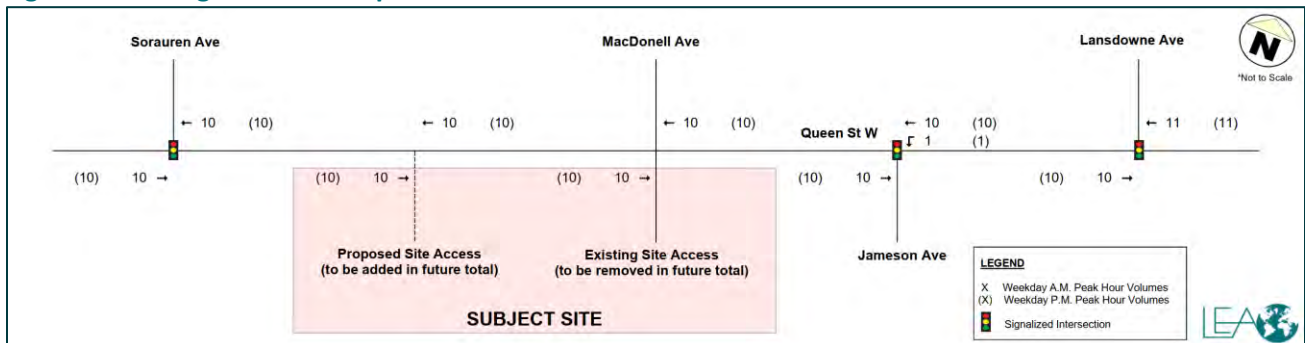 Sorauren Ave
MacDonell Ave
Lansdowne Ave
N
*Not to Scale
← 10 (10)
← 10 (10)
← 10 (10)
Queen St W
← 10 (10)
1 (1)
← 11 (11)
(10) 10 →
(10) 10 →
(10) 10 →
(10) 10 →
(10) 10 →
Proposed Site Access
(to be added in future total)
Existing Site Access
(to be removed in future total)
Jameson Ave
SUBJECT SITE
LEGEND
X Weekday A.M. Peak Hour Volumes
(X) Weekday P.M. Peak Hour Volumes
Signalized Intersection
LEA